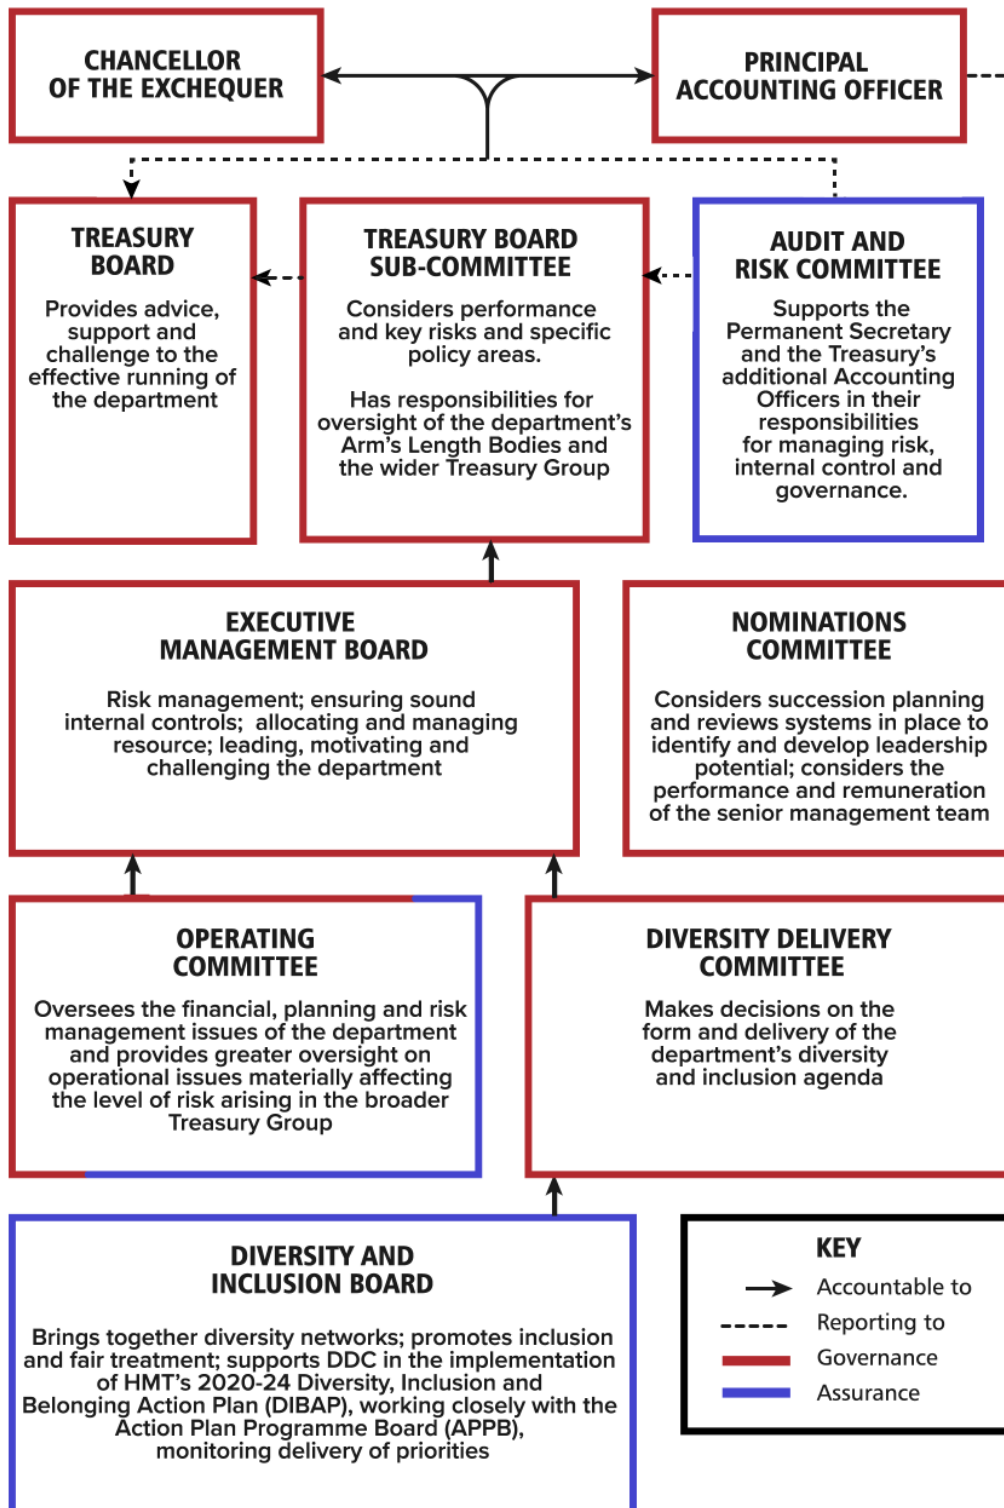 CHANCELLOR
OF THE EXCHEQUER
PRINCIPAL
ACCOUNTING OFFICER
TREASURY
BOARD
Provides advice,
support and
challenge to the
effective running of
the department
TREASURY BOARD
SUB-COMMITTEE
Considers performance
and key risks and specific
policy areas.
Has responsibilities for
oversight of the department's
Arm's Length Bodies and
the wider Treasury Group
AUDIT AND
RISK COMMITTEE
Supports the
Permanent Secretary
and the Treasury's
additional Accounting
Officers in their
responsibilities
for managing risk,
internal control and
governance.
EXECUTIVE
MANAGEMENT BOARD
Risk management; ensuring sound
internal controls; allocating and managing
resource; leading, motivating and
challenging the department
NOMINATIONS
COMMITTEE
Considers succession planning
and reviews systems in place to
identify and develop leadership
potential; considers the
performance and remuneration
of the senior management team
OPERATING
COMMITTEE
Oversees the financial, planning and risk
management issues of the department
and provides greater oversight on
operational issues materially affecting
the level of risk arising in the broader
Treasury Group
DIVERSITY DELIVERY
COMMITTEE
Makes decisions on the
form and delivery of the
department's diversity
and inclusion agenda
DIVERSITY AND
INCLUSION BOARD
Brings together diversity networks; promotes inclusion
and fair treatment; supports DDC in the implementation
of HMT's 2020-24 Diversity, Inclusion and
Belonging Action Plan (DIBAP), working closely with the
Action Plan Programme Board (APPB),
monitoring delivery of priorities
KEY
Accountable to
Reporting to
Governance
Assurance